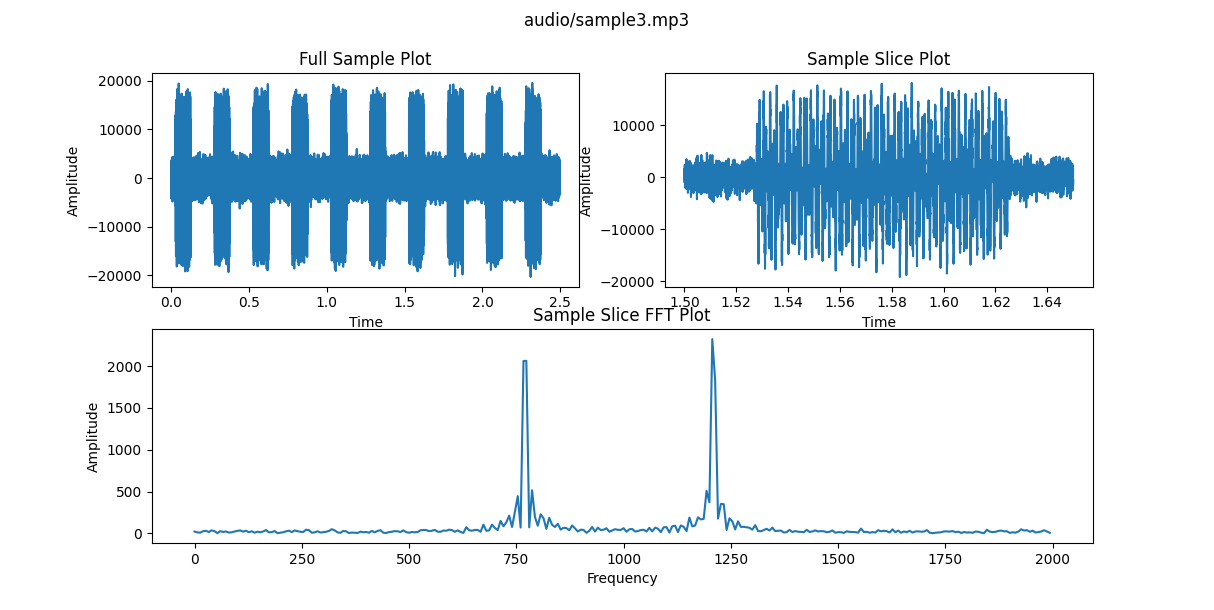 audio/sample3.mp3
Full Sample Plot
Amplitude
20000
10000
0
−10000
−20000
0.0 0.5 1.0 1.5 2.0 2.5
Time
Sample Slice Plot
Amplitude
10000
0
−10000
−20000
1.50 1.52 1.54 1.56 1.58 1.60 1.62 1.64
Time
Sample Slice FFT Plot
Amplitude
2000
1500
1000
500
0
0 250 500 750 1000 1250 1500 1750 2000
Frequency